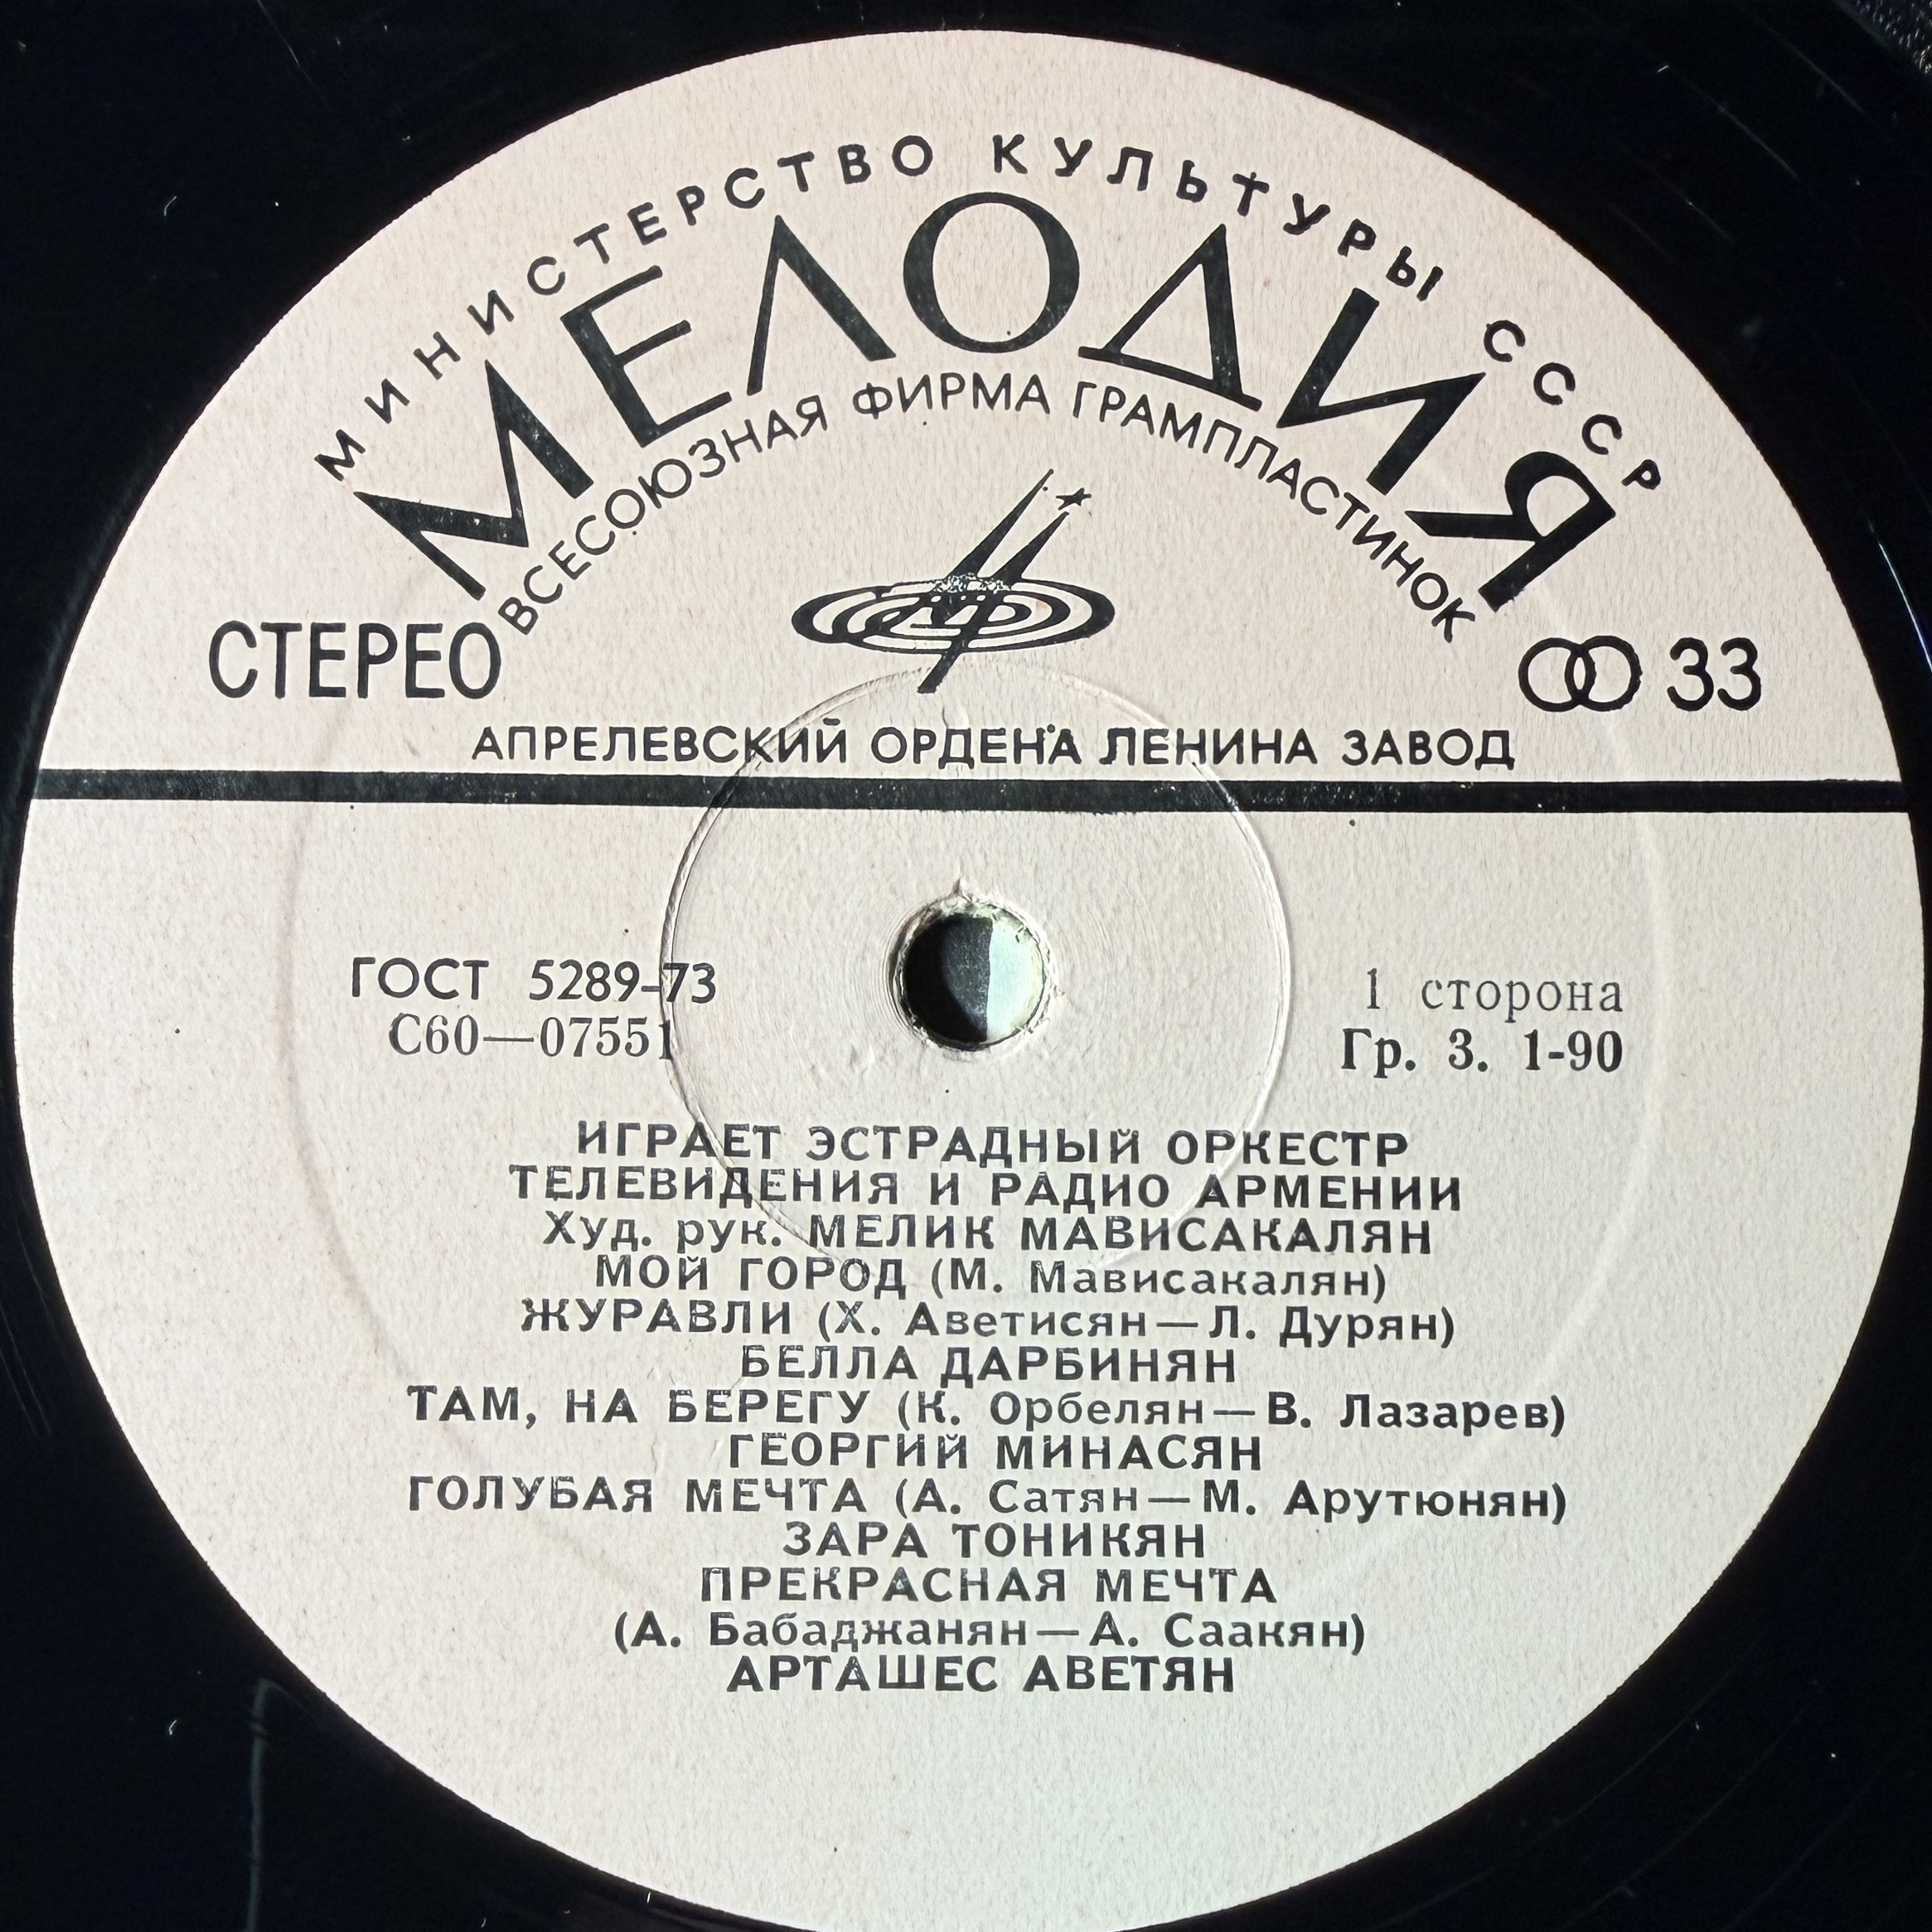 МИНИСТЕРСТВО КУЛЬТУРЫ СССР
МЕЛОДИЯ
ВСЕСОЮЗНАЯ ФИРМА ГРАМПЛАСТИНОК
СТЕРЕО
33
АПРЕЛЕВСКИЙ ОРДЕНА ЛЕНИНА ЗАВОД
ГОСТ 5289-73
С60—07551
1 сторона
Гр. 3. 1-90
ИГРАЕТ ЭСТРАДНЫЙ ОРКЕСТР
ТЕЛЕВИДЕНИЯ И РАДИО АРМЕНИИ
Худ. рук. МЕЛИК МАВИСАКАЛЯН
МОЙ ГОРОД (М. Мависакалян)
ЖУРАВЛИ (Х. Аветисян—Л. Дурян)
БЕЛЛА ДАРБИНЯН
ТАМ, НА БЕРЕГУ (К. Орбелян—В. Лазарев)
ГЕОРГИЙ МИНАСЯН
ГОЛУБАЯ МЕЧТА (А. Сатян—М. Арутюнян)
ЗАРА ТОНИКЯН
ПРЕКРАСНАЯ МЕЧТА
(А. Бабаджанян—А. Саакян)
АРТАШЕС АВЕТЯН